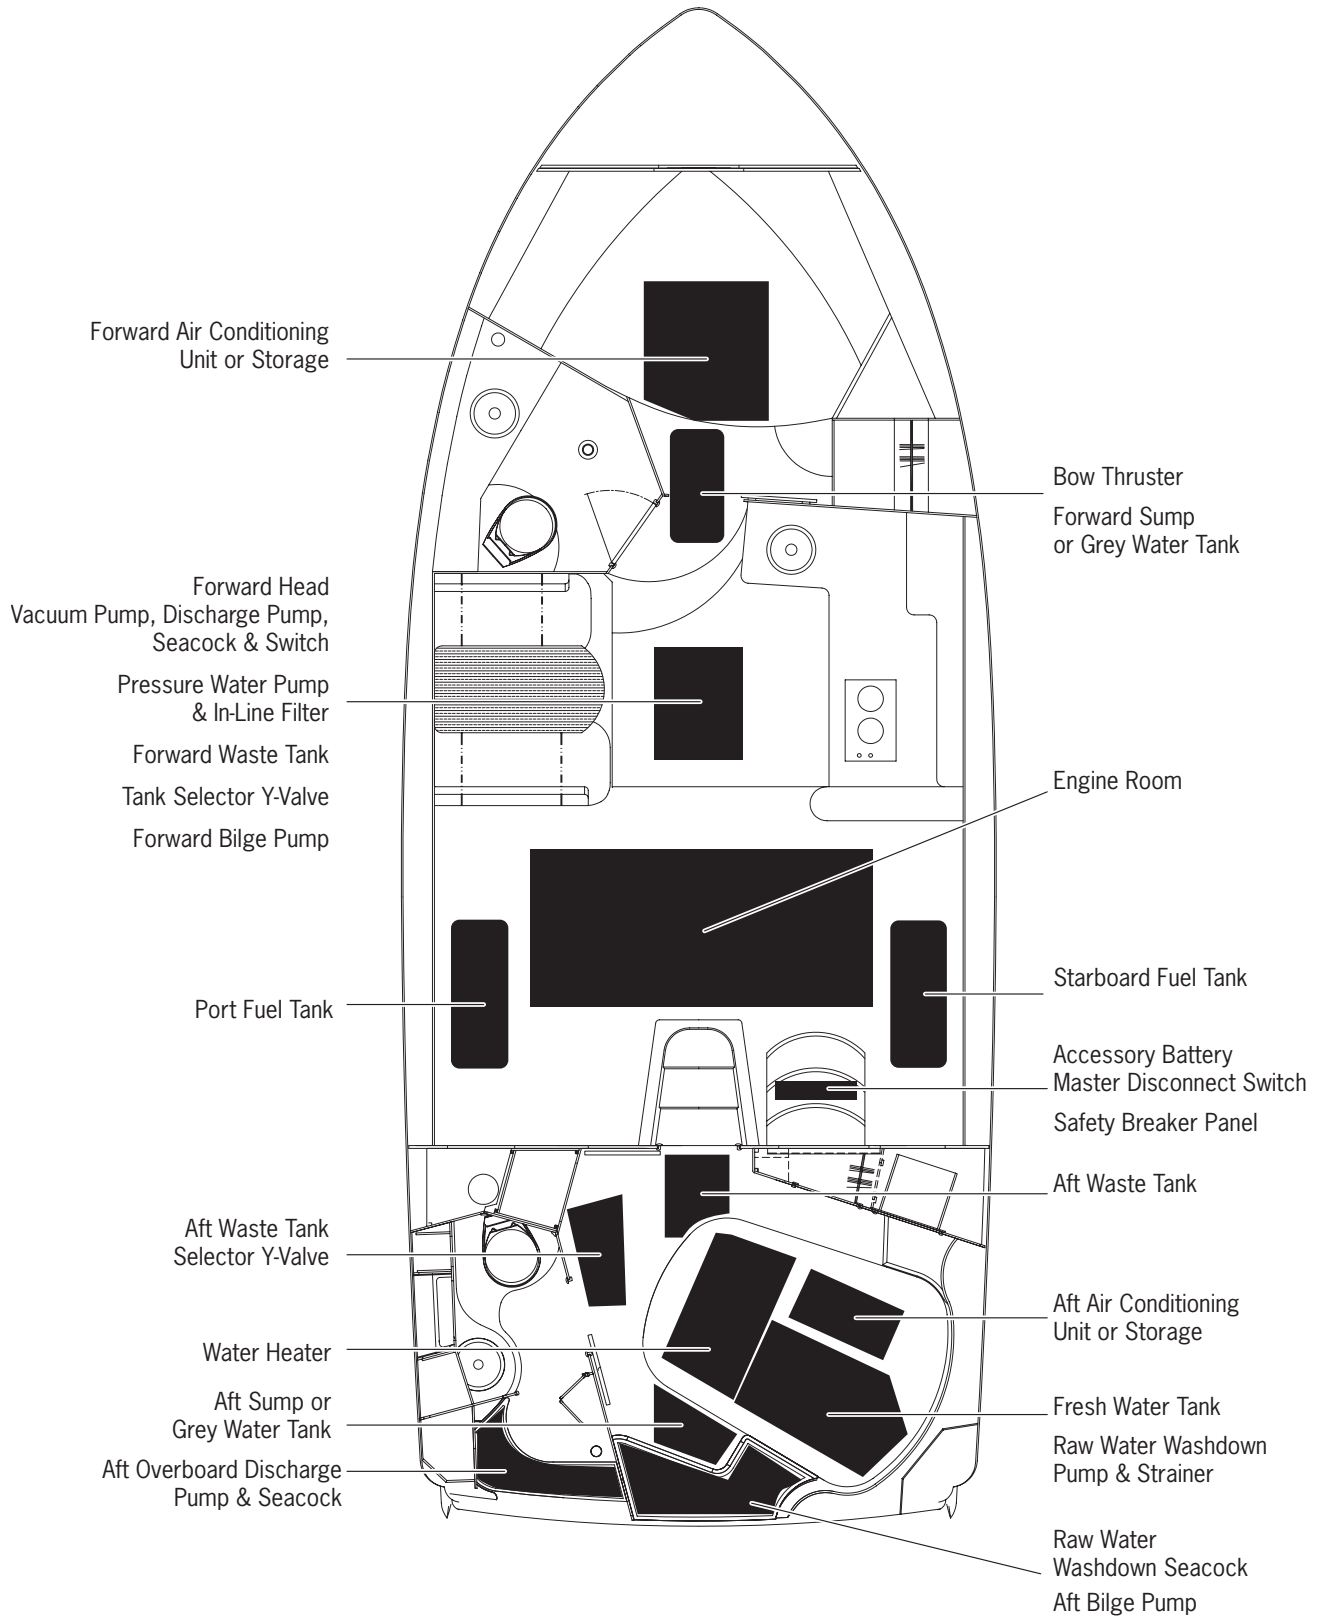 Forward Air Conditioning
Unit or Storage
Bow Thruster
Forward Sump
or Grey Water Tank
Forward Head
Vacuum Pump, Discharge Pump,
Seacock & Switch
Pressure Water Pump
& In-Line Filter
Forward Waste Tank
Tank Selector Y-Valve
Forward Bilge Pump
Engine Room
Port Fuel Tank
Starboard Fuel Tank
Accessory Battery
Master Disconnect Switch
Safety Breaker Panel
Aft Waste Tank
Aft Waste Tank
Selector Y-Valve
Aft Air Conditioning
Unit or Storage
Water Heater
Aft Sump or
Grey Water Tank
Fresh Water Tank
Raw Water Washdown
Pump & Strainer
Aft Overboard Discharge
Pump & Seacock
Raw Water
Washdown Seacock
Aft Bilge Pump